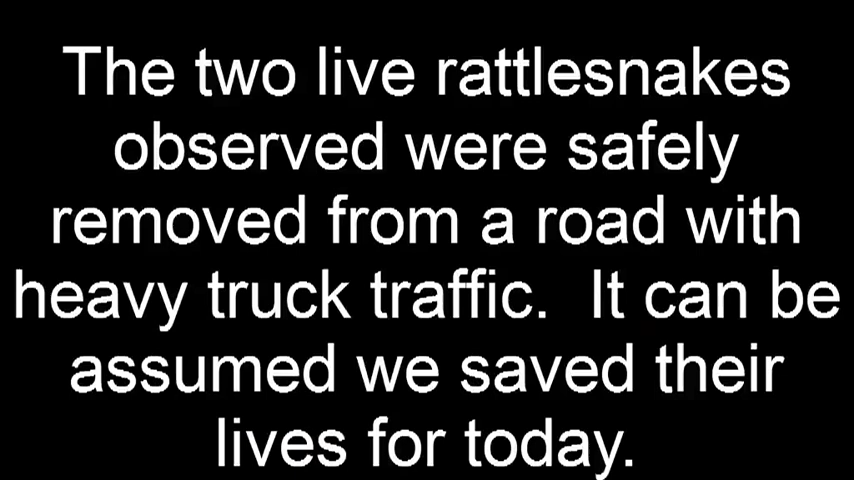 The two live rattlesnakes
observed were safely
removed from a road with
heavy truck traffic.  It can be
assumed we saved their
lives for today.